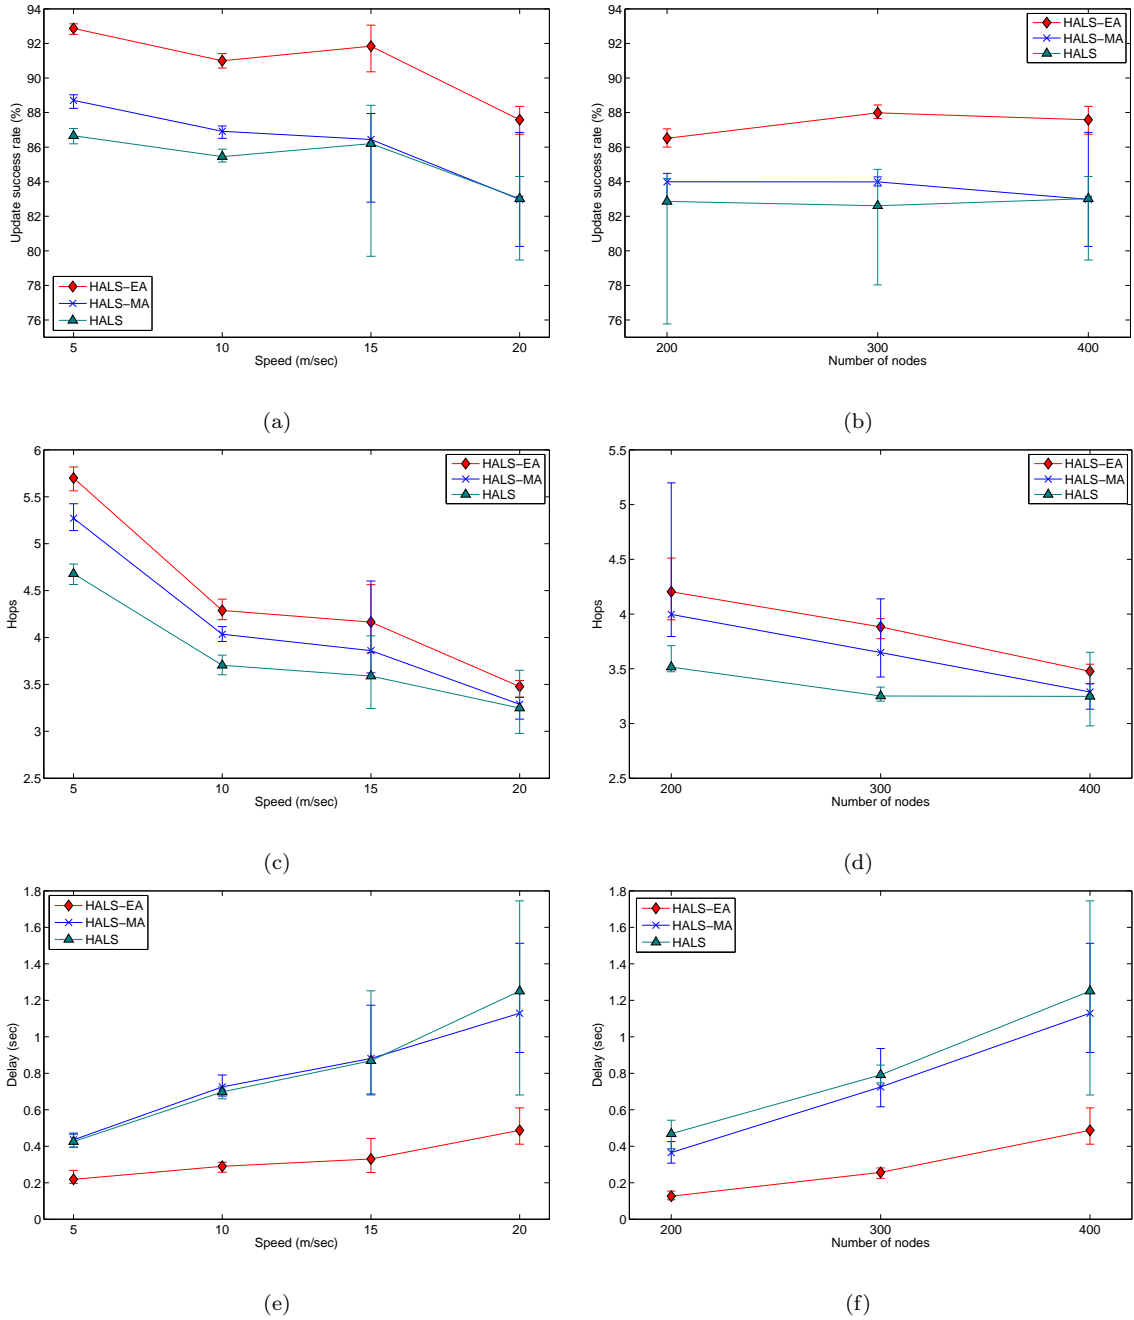 94
92
90
88
86
84
82
80
78
76
Update success rate (%)
HALS−EA
HALS−MA
HALS
5
10
15
20
Speed (m/sec)
(a)
94
92
90
88
86
84
82
80
78
76
Update success rate (%)
HALS−EA
HALS−MA
HALS
200
300
400
Number of nodes
(b)
6
5.5
5
4.5
4
3.5
3
2.5
Hops
HALS−EA
HALS−MA
HALS
5
10
15
20
Speed (m/sec)
(c)
5.5
5
4.5
4
3.5
3
2.5
Hops
HALS−EA
HALS−MA
HALS
200
300
400
Number of nodes
(d)
1.8
1.6
1.4
1.2
1
0.8
0.6
0.4
0.2
0
Delay (sec)
HALS−EA
HALS−MA
HALS
5
10
15
20
Speed (m/sec)
(e)
1.8
1.6
1.4
1.2
1
0.8
0.6
0.4
0.2
0
Delay (sec)
HALS−EA
HALS−MA
HALS
200
300
400
Number of nodes
(f)